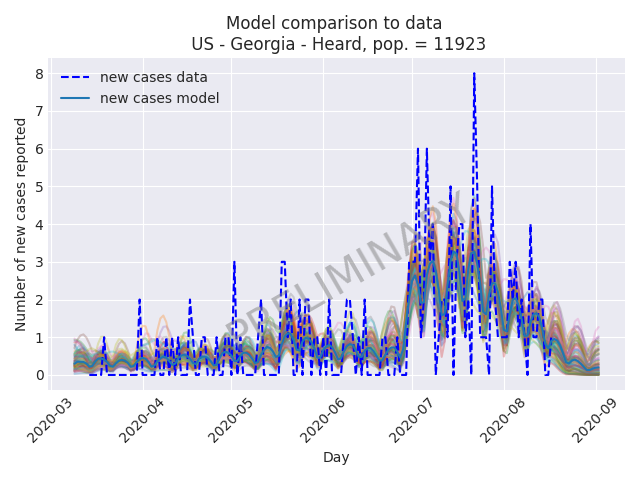 Model comparison to data
US - Georgia - Heard, pop. = 11923
new cases data
new cases model
PRELIMINARY
Number of new cases reported
8
7
6
5
4
3
2
1
0
2020-03
2020-04
2020-05
2020-06
2020-07
2020-08
2020-09
Day